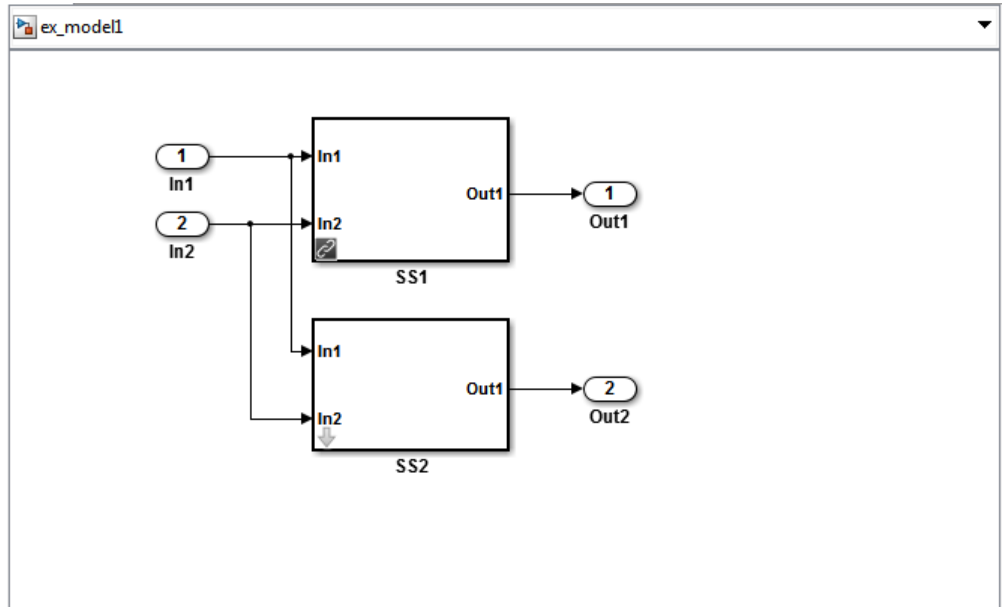 ex_model1
1
In1
2
In2
In1
In2
Out1
SS1
1
Out1
In1
In2
Out1
SS2
2
Out2